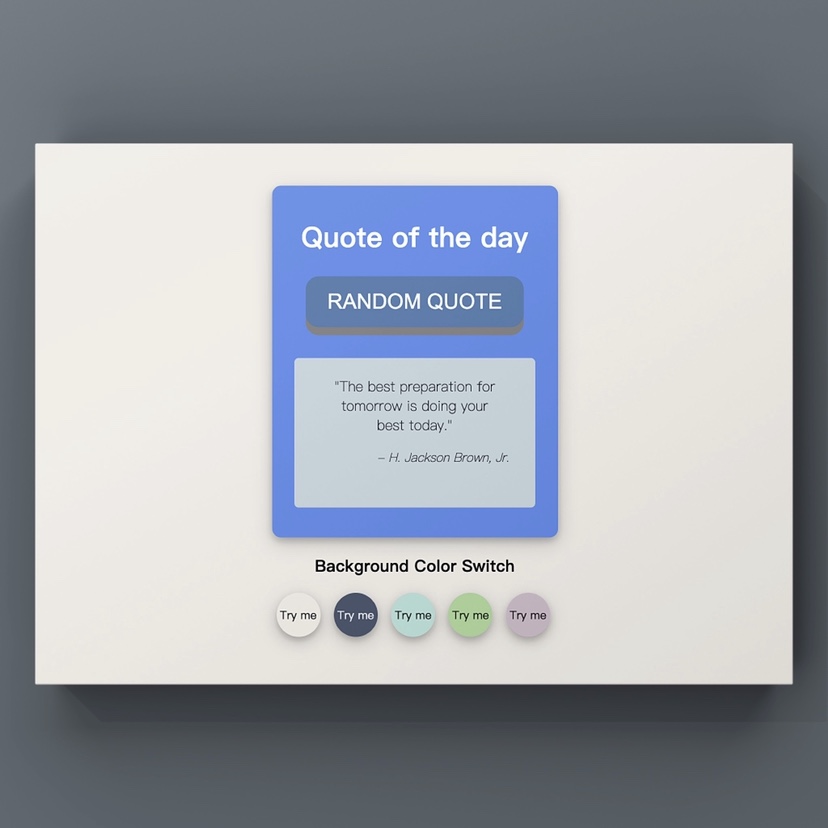 Quote of the day
RANDOM QUOTE
"The best preparation for
tomorrow is doing your
best today."
– H. Jackson Brown, Jr.
Background Color Switch
Try me Try me Try me Try me Try me